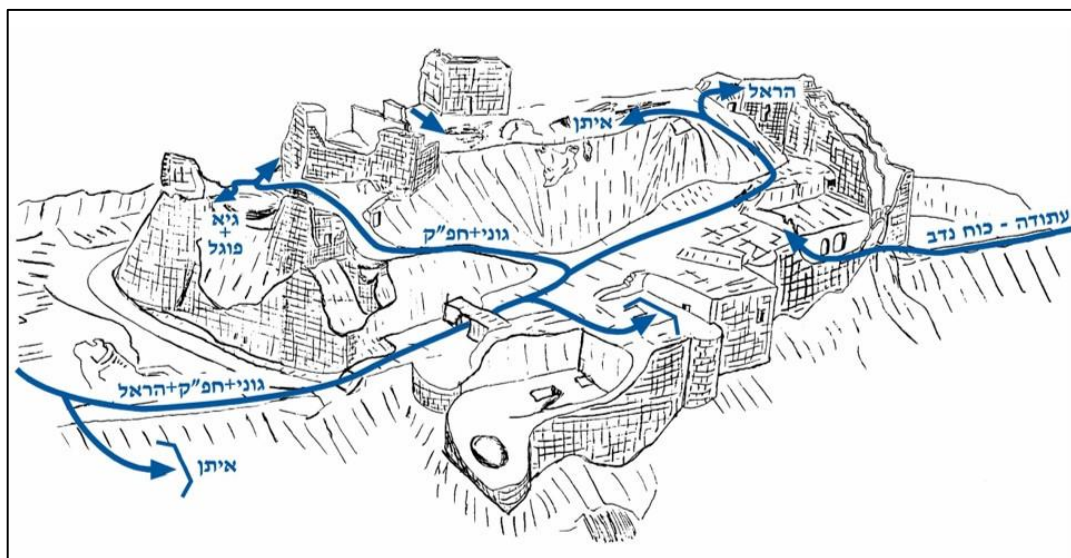 הראל
איתן
גיא
+
פוגל
גוני+חפ"ק
עתודה - כוח נדב
גוני+חפ"ק+הראל
איתן